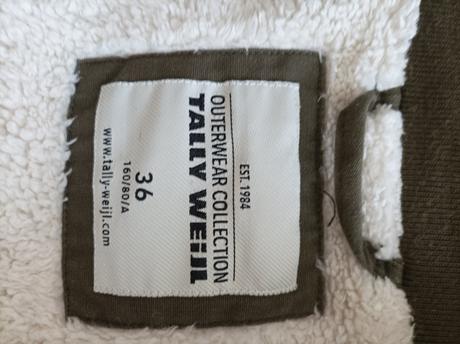 EST. 1984
OUTERWEAR COLLECTION
TALLY WEIJL
36
160/80/A
www.tally-weijl.com